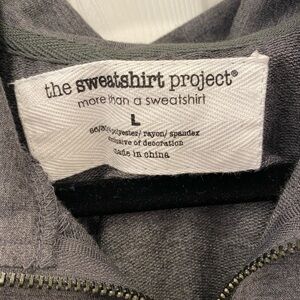 the sweatshirt project®
more than a sweatshirt
L
polyester/ rayon/ spandex
exclusive of decoration
made in china